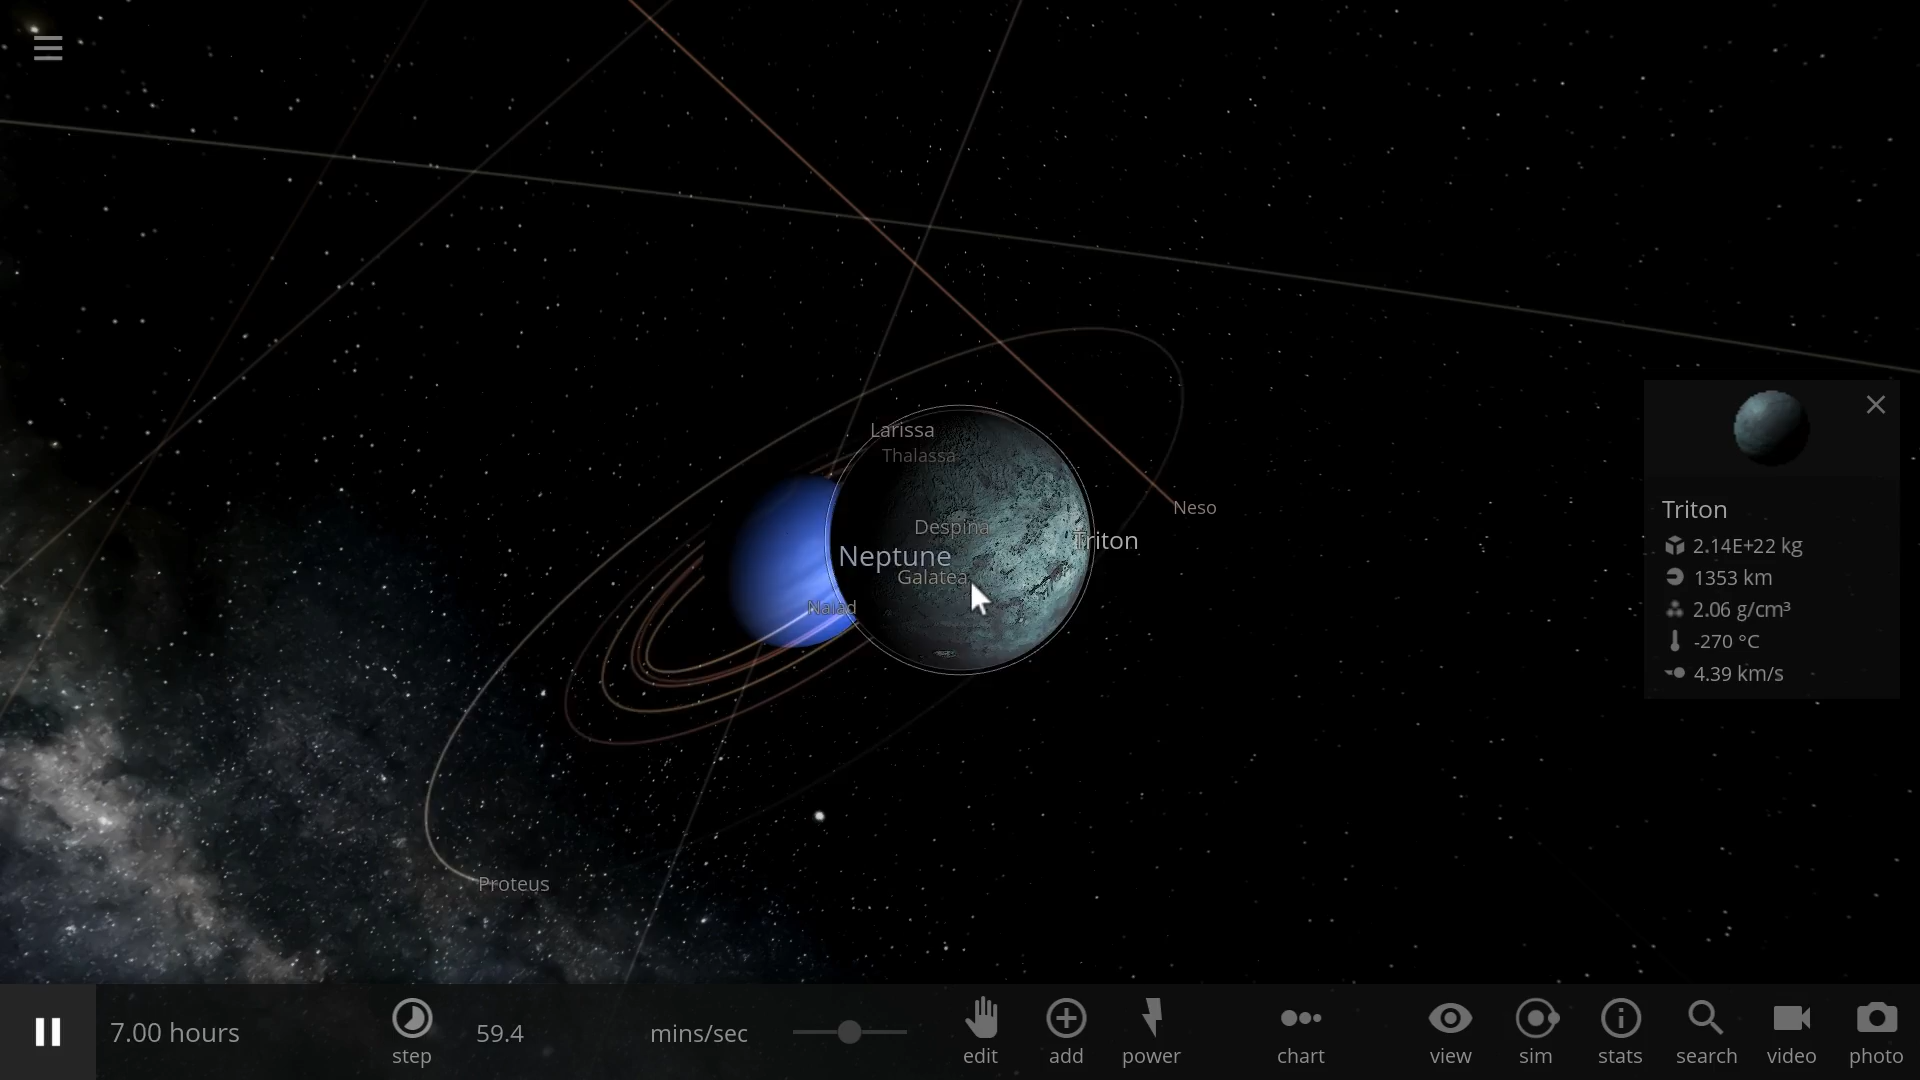 Larissa
Thalassa
Neso
Despina
Triton
Neptune
Galatea
Naiad
Proteus
Triton
2.14E+22 kg
1353 km
2.06 g/cm³
-270 °C
4.39 km/s
7.00 hours
step
59.4
mins/sec
edit
add
power
chart
view
sim
stats
search
video
photo